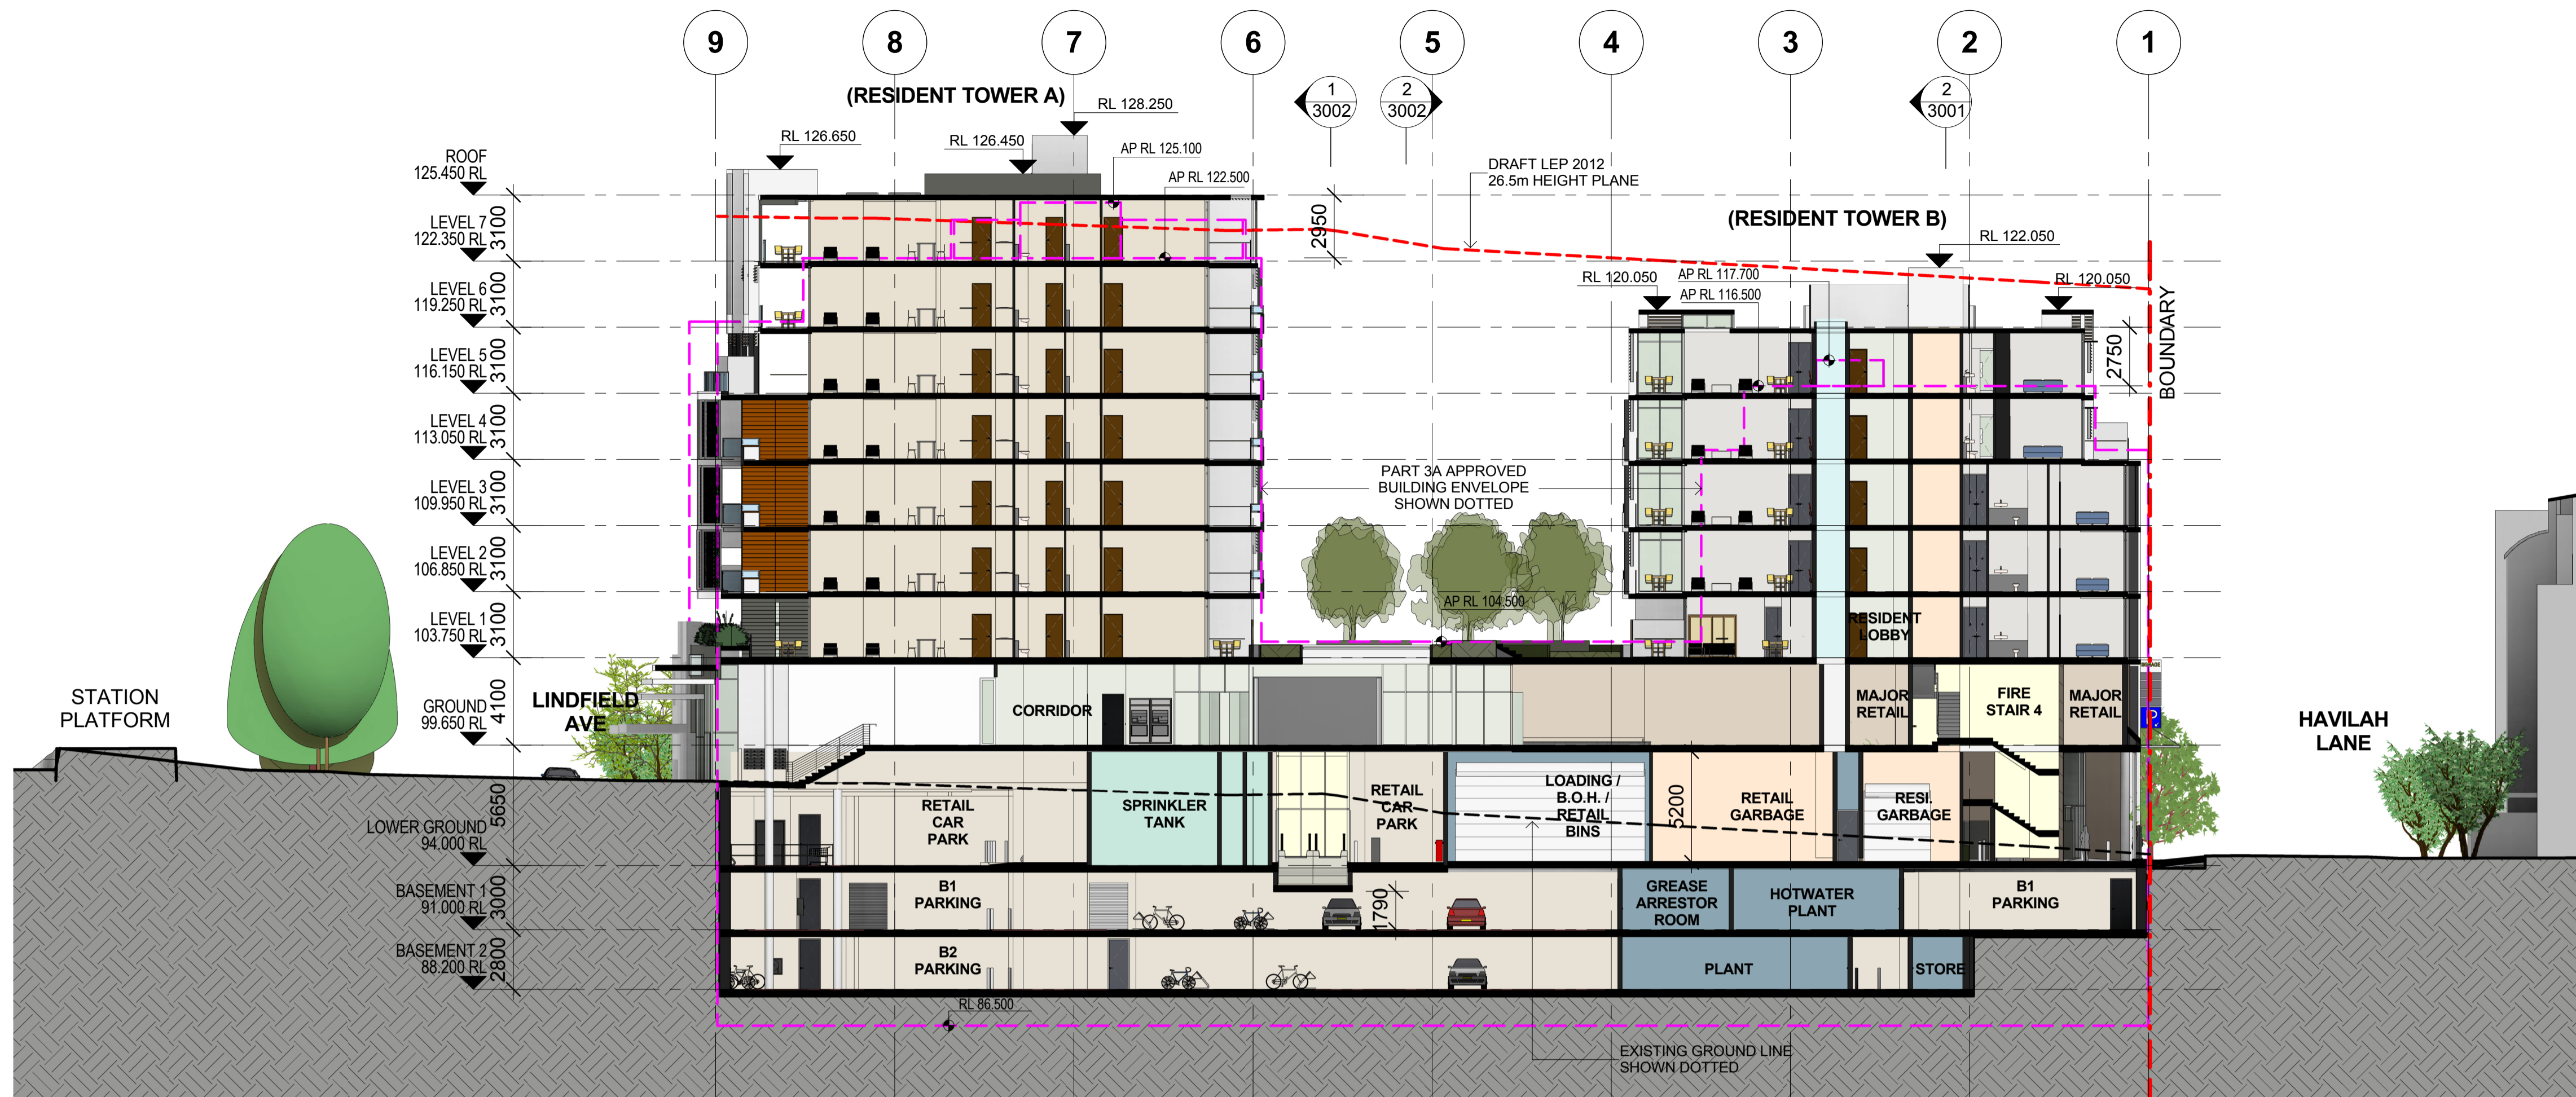 9
8
7
6
5
4
3
2
1
(RESIDENT TOWER A)
1
3002
2
3002
2
3001
RL 128.250
RL 126.650
RL 126.450
AP RL 125.100
AP RL 122.500
DRAFT LEP 2012
26.5m HEIGHT PLANE
(RESIDENT TOWER B)
RL 122.050
RL 120.050
AP RL 117.700
AP RL 116.500
RL 120.050
ROOF
125.450 RL
3100
LEVEL 7
122.350 RL
3100
LEVEL 6
119.250 RL
3100
LEVEL 5
116.150 RL
3100
LEVEL 4
113.050 RL
3100
LEVEL 3
109.950 RL
3100
LEVEL 2
106.850 RL
3100
LEVEL 1
103.750 RL
4100
GROUND
99.650 RL
5650
LOWER GROUND
94.000 RL
3000
BASEMENT 1
91.000 RL
2800
BASEMENT 2
88.200 RL
2950
2750
BOUNDARY
PART 3A APPROVED
BUILDING ENVELOPE
SHOWN DOTTED
AP RL 104.500
RESIDENT
LOBBY
STATION
PLATFORM
LINDFIELD
AVE
CORRIDOR
MAJOR
RETAIL
FIRE
STAIR 4
MAJOR
RETAIL
P
HAVILAH
LANE
RETAIL
CAR
PARK
SPRINKLER
TANK
RETAIL
CAR
PARK
LOADING /
B.O.H. /
RETAIL
BINS
5200
RETAIL
GARBAGE
RESI.
GARBAGE
B1
PARKING
1790
GREASE
ARRESTOR
ROOM
HOTWATER
PLANT
B1
PARKING
B2
PARKING
PLANT
STORE
RL 86.500
EXISTING GROUND LINE
SHOWN DOTTED